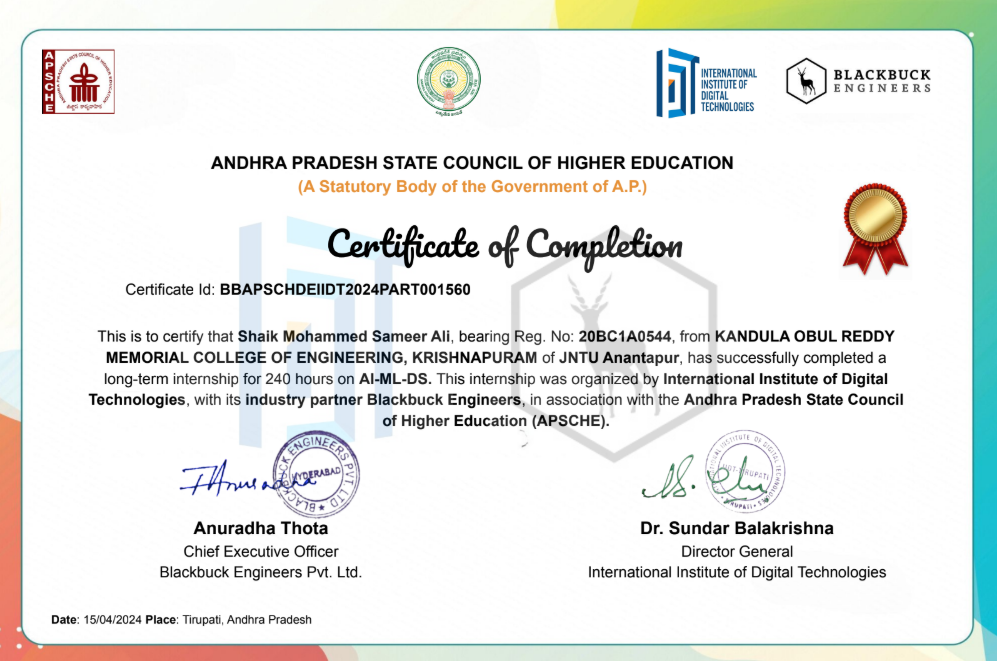 APSCHE
ANDHRA PRADESH STATE COUNCIL OF HIGHER EDUCATION
INTERNATIONAL
INSTITUTE OF
DIGITAL
TECHNOLOGIES
BLACKBUCK
ENGINEERS
ANDHRA PRADESH STATE COUNCIL OF HIGHER EDUCATION
(A Statutory Body of the Government of A.P.)
Certificate of Completion
Certificate Id: BBAPSCHDEIIDT2024PART001560
This is to certify that Shaik Mohammed Sameer Ali, bearing Reg. No: 20BC1A0544, from KANDULA OBUL REDDY
MEMORIAL COLLEGE OF ENGINEERING, KRISHNAPURAM of JNTU Anantapur, has successfully completed a
long-term internship for 240 hours on AI-ML-DS. This internship was organized by International Institute of Digital
Technologies, with its industry partner Blackbuck Engineers, in association with the Andhra Pradesh State Council
of Higher Education (APSCHE).
BLACKBUCK ENGINEERS PVT. LTD.
HYDERABAD
Anuradha Thota
Chief Executive Officer
Blackbuck Engineers Pvt. Ltd.
Dr. Sundar Balakrishna
Director General
International Institute of Digital Technologies
Date: 15/04/2024 Place: Tirupati, Andhra Pradesh